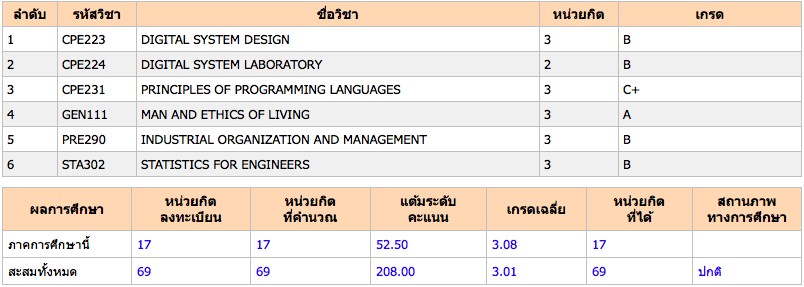 ลำดับ รหัสวิชา ชื่อวิชา หน่วยกิต เกรด
1 CPE223 DIGITAL SYSTEM DESIGN 3 B
2 CPE224 DIGITAL SYSTEM LABORATORY 2 B
3 CPE231 PRINCIPLES OF PROGRAMMING LANGUAGES 3 C+
4 GEN111 MAN AND ETHICS OF LIVING 3 A
5 PRE290 INDUSTRIAL ORGANIZATION AND MANAGEMENT 3 B
6 STA302 STATISTICS FOR ENGINEERS 3 B
ผลการศึกษา หน่วยกิต หน่วยกิต แต้มระดับ เกรดเฉลี่ย หน่วยกิต สถานภาพ
ลงทะเบียน ที่คำนวณ คะแนน ที่ได้ ทางการศึกษา
ภาคการศึกษานี้ 17 17 52.50 3.08 17
สะสมทั้งหมด 69 69 208.00 3.01 69 ปกติ